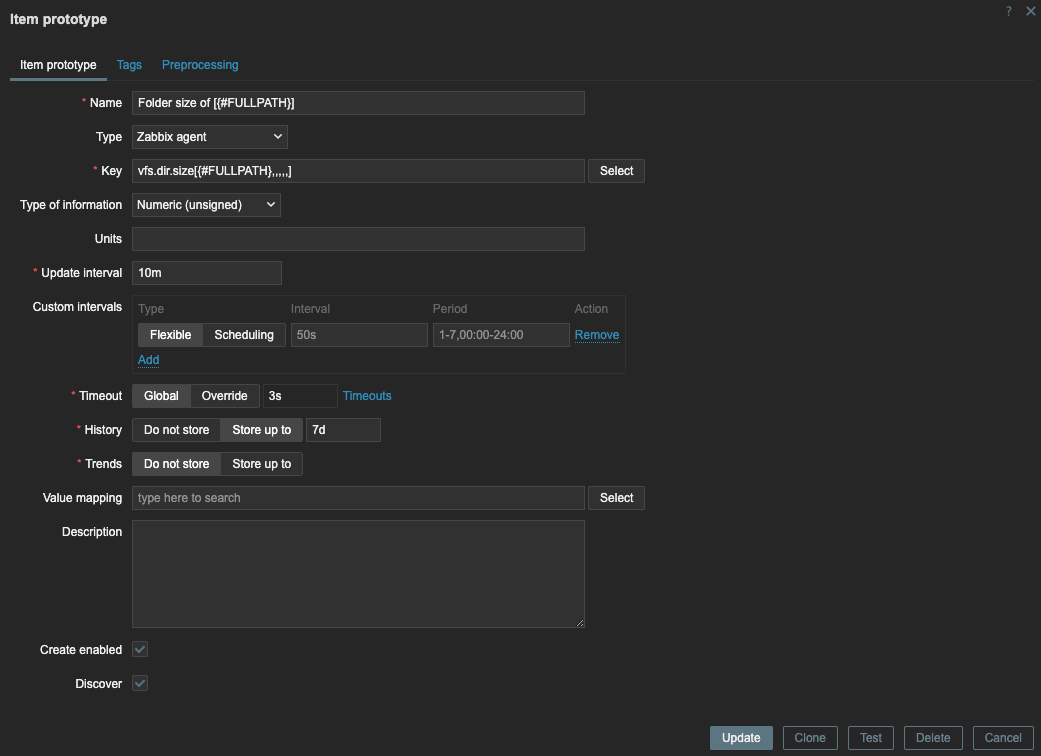 Item prototype
? ×
Item prototype Tags Preprocessing
* Name Folder size of [{#FULLPATH}]
Type Zabbix agent
* Key vfs.dir.size[{#FULLPATH},,,,,] Select
Type of information Numeric (unsigned)
Units
* Update interval 10m
Custom intervals Type Interval Period Action
Flexible Scheduling 50s 1-7,00:00-24:00 Remove
Add
* Timeout Global Override 3s Timeouts
* History Do not store Store up to 7d
* Trends Do not store Store up to
Value mapping type here to search Select
Description
Create enabled
Discover
Update Clone Test Delete Cancel